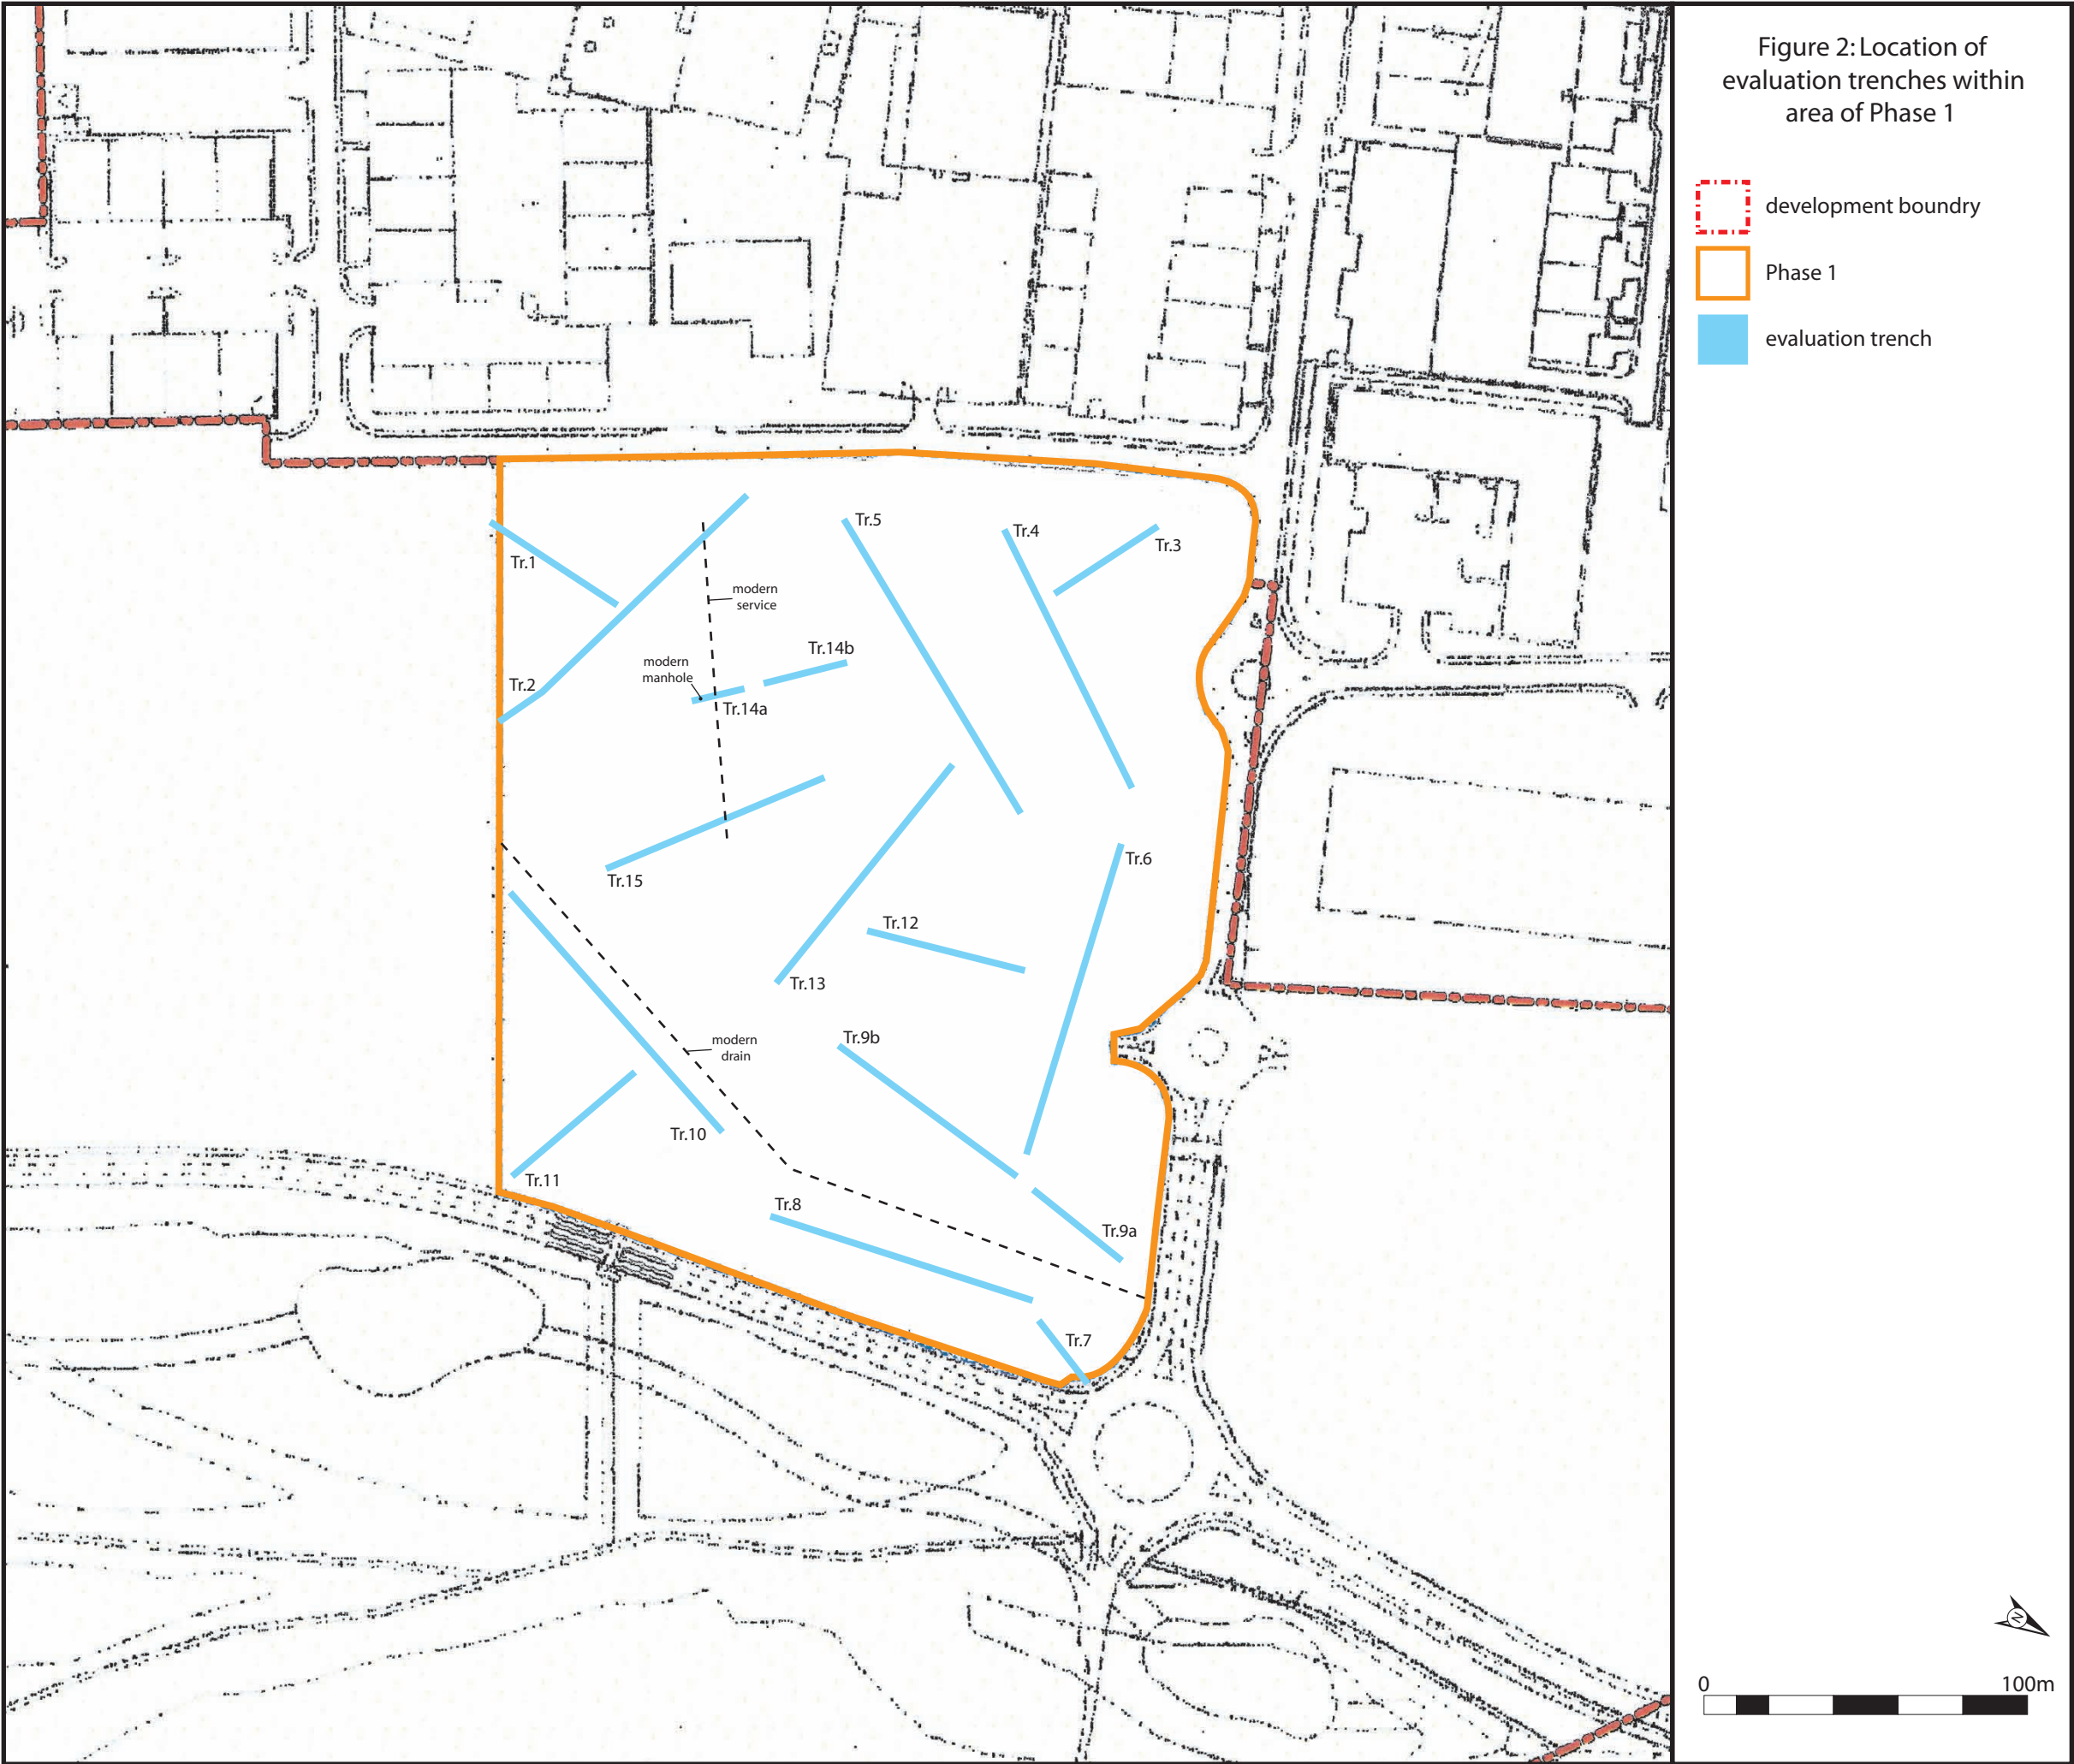 Figure 2: Location of
evaluation trenches within
area of Phase 1
development boundry
Phase 1
evaluation trench
Tr.1
Tr.2
Tr.5
Tr.4
Tr.3
modern
service
modern
manhole
Tr.14b
Tr.14a
Tr.15
Tr.6
Tr.12
Tr.13
Tr.9b
modern
drain
Tr.10
Tr.11
Tr.8
Tr.9a
Tr.7
N
0 100m